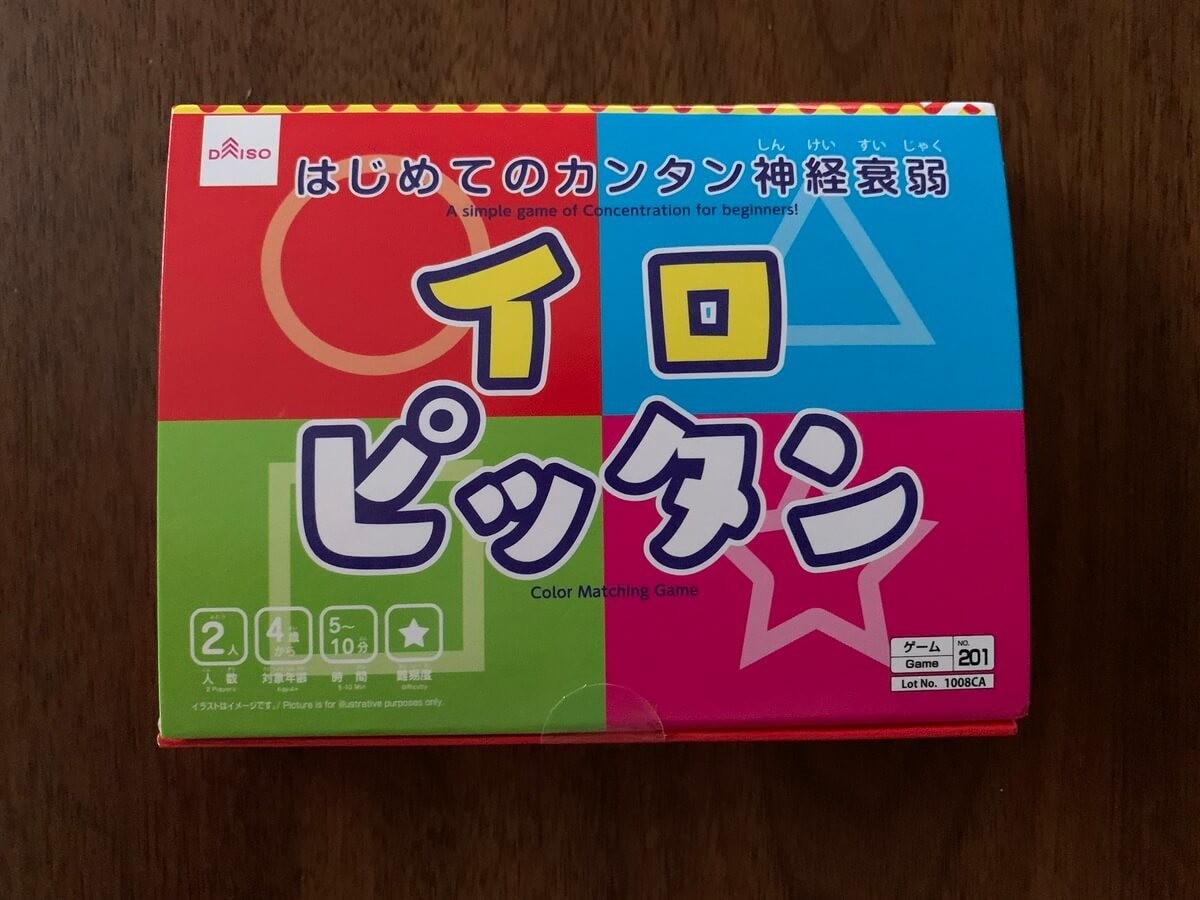 DAISO
しん けい すい じゃく
はじめてのカンタン神経衰弱
A simple game of Concentration for beginners!
イロ
ピッタン
Color Matching Game
2人
4歳から
5〜10分
人数
対象年齢
時間
難易度
2 Players
5-10 Min
Difficulty
イラストはイメージです。/ Picture is for illustrative purposes only.
ゲーム
Game
NO.
201
Lot No. 1008CA